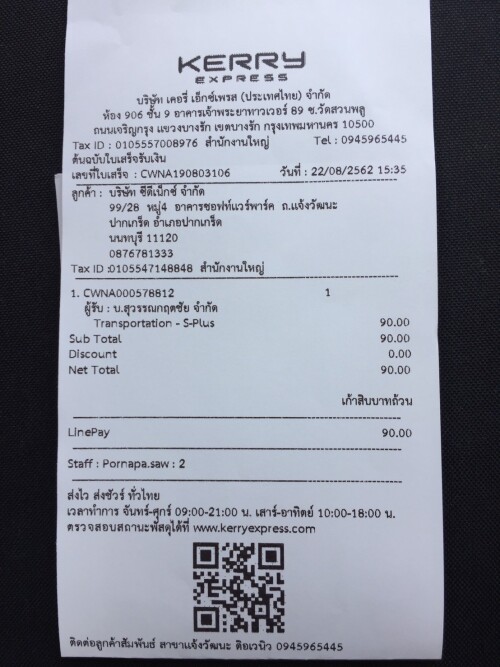 KERRY
EXPRESS
บริษัท เคอรี่ เอ็กซ์เพรส (ประเทศไทย) จำกัด
ห้อง 906 ชั้น 9 อาคารเจ้าพระยาทาวเวอร์ 89 ซ.วัดสวนพลู
ถนนเจริญกรุง แขวงบางรัก เขตบางรัก กรุงเทพมหานคร 10500
Tax ID : 0105557008976 สำนักงานใหญ่ Tel : 0945965445
ต้นฉบับใบเสร็จรับเงิน
เลขที่ใบเสร็จ : CWNA190803106 วันที่ : 22/08/2562 15:35
ลูกค้า : บริษัท ซีดีเน็กซ์ จำกัด
99/28 หมู่4 อาคารซอฟท์แวร์พาร์ค ถ.แจ้งวัฒนะ
ปากเกร็ด อำเภอปากเกร็ด
นนทบุรี 11120
0876781333
Tax ID :0105547148848 สำนักงานใหญ่
1. CWNA000578812 1
ผู้รับ : บ.สุวรรณกฤตชัย จำกัด
Transportation - S-Plus 90.00
Sub Total 90.00
Discount 0.00
Net Total 90.00
เก้าสิบบาทถ้วน
LinePay 90.00
Staff : Pornapa.saw : 2
ส่งไว ส่งชัวร์ ทั่วไทย
เวลาทำการ จันทร์-ศุกร์ 09:00-21:00 น. เสาร์-อาทิตย์ 10:00-18:00 น.
ตรวจสอบสถานะพัสดุได้ที่ www.kerryexpress.com
ติดต่อลูกค้าสัมพันธ์ สาขาแจ้งวัฒนะ ดิอเวนิว 0945965445